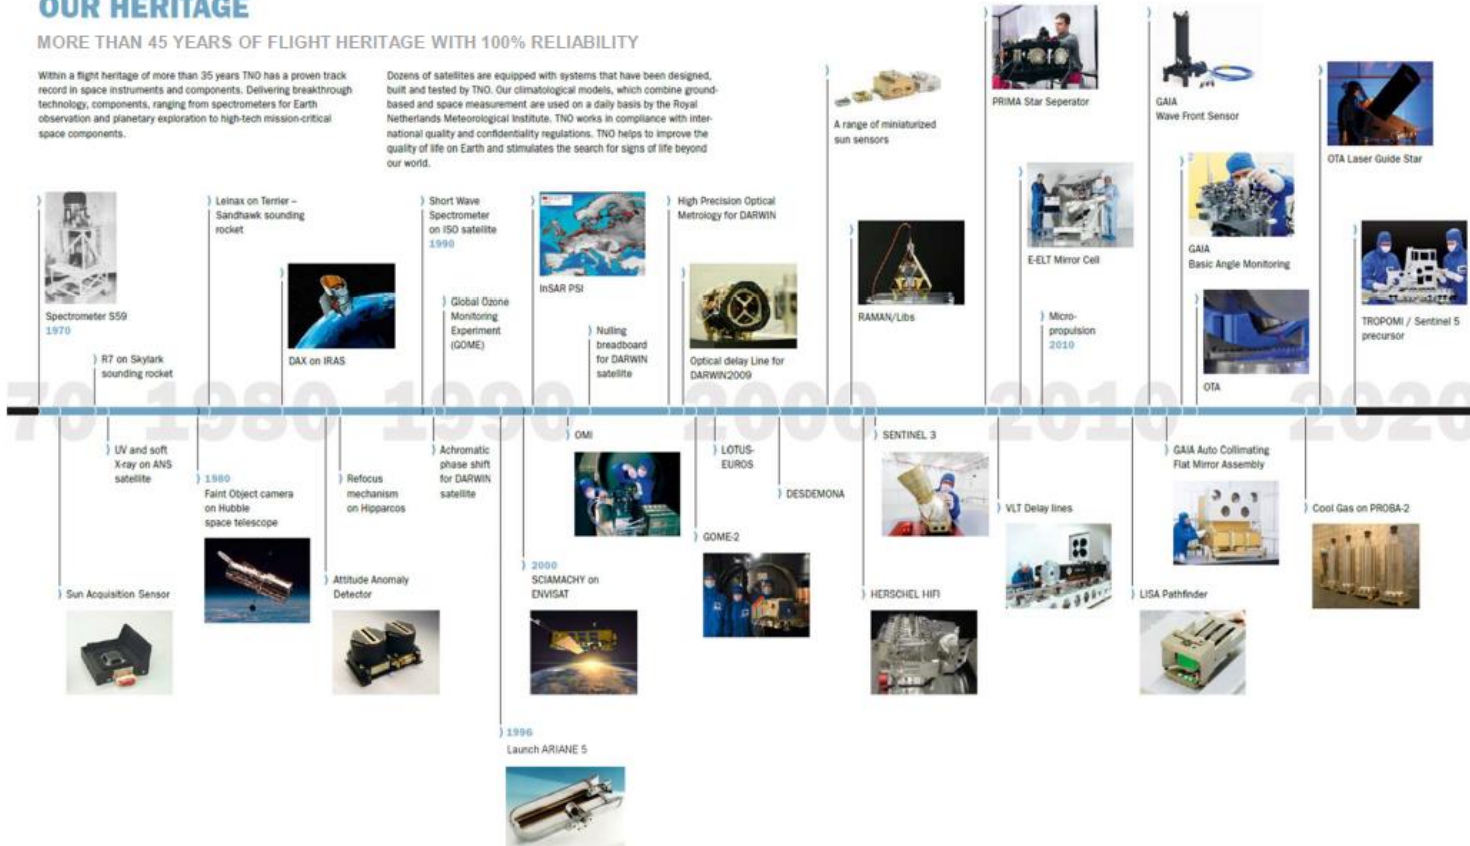 OUR HERITAGE
MORE THAN 45 YEARS OF FLIGHT HERITAGE WITH 100% RELIABILITY
Within a flight heritage of more than 35 years TNO has a proven track
record in space instruments and components. Delivering breakthrough
technology, components, ranging from spectrometers for Earth
observation and planetary exploration to high-tech mission-critical
space components.
Dozens of satellites are equipped with systems that have been designed,
built and tested by TNO. Our climatological models, which combine ground-
based and space measurement are used on a daily basis by the Royal
Netherlands Meteorological Institute. TNO works in compliance with inter-
national quality and confidentiality regulations. TNO helps to improve the
quality of life on Earth and stimulates the search for signs of life beyond
our world.
Spectrometer S59
1970
R7 on Skylark
sounding rocket
Leinax on Terrier –
Sandhawk sounding
rocket
DAX on IRAS
Short Wave
Spectrometer
on ISO satellite
1990
Global Ozone
Monitoring
Experiment
(GOME)
InSAR PSI
Nulling
breadboard
for DARWIN
satellite
High Precision Optical
Metrology for DARWIN
Optical delay Line for
DARWIN2009
A range of miniaturized
sun sensors
RAMAN/Libs
PRIMA Star Seperator
E-ELT Mirror Cell
Micro-
propulsion
2010
GAIA
Wave Front Sensor
GAIA
Basic Angle Monitoring
OTA
OTA Laser Guide Star
TROPOMI / Sentinel 5
precursor
70 1980 1990 2000 2010 2020
Sun Acquisition Sensor
UV and soft
X-ray on ANS
satellite
1980
Faint Object camera
on Hubble
space telescope
Refocus
mechanism
on Hipparcos
Attitude Anomaly
Detector
Achromatic
phase shift
for DARWIN
satellite
1996
Launch ARIANE 5
2000
SCIAMACHY on
ENVISAT
OMI
GOME-2
LOTUS-
EUROS
DESDEMONA
SENTINEL 3
HERSCHEL HIFI
VLT Delay lines
LISA Pathfinder
GAIA Auto Collimating
Flat Mirror Assembly
Cool Gas on PROBA-2